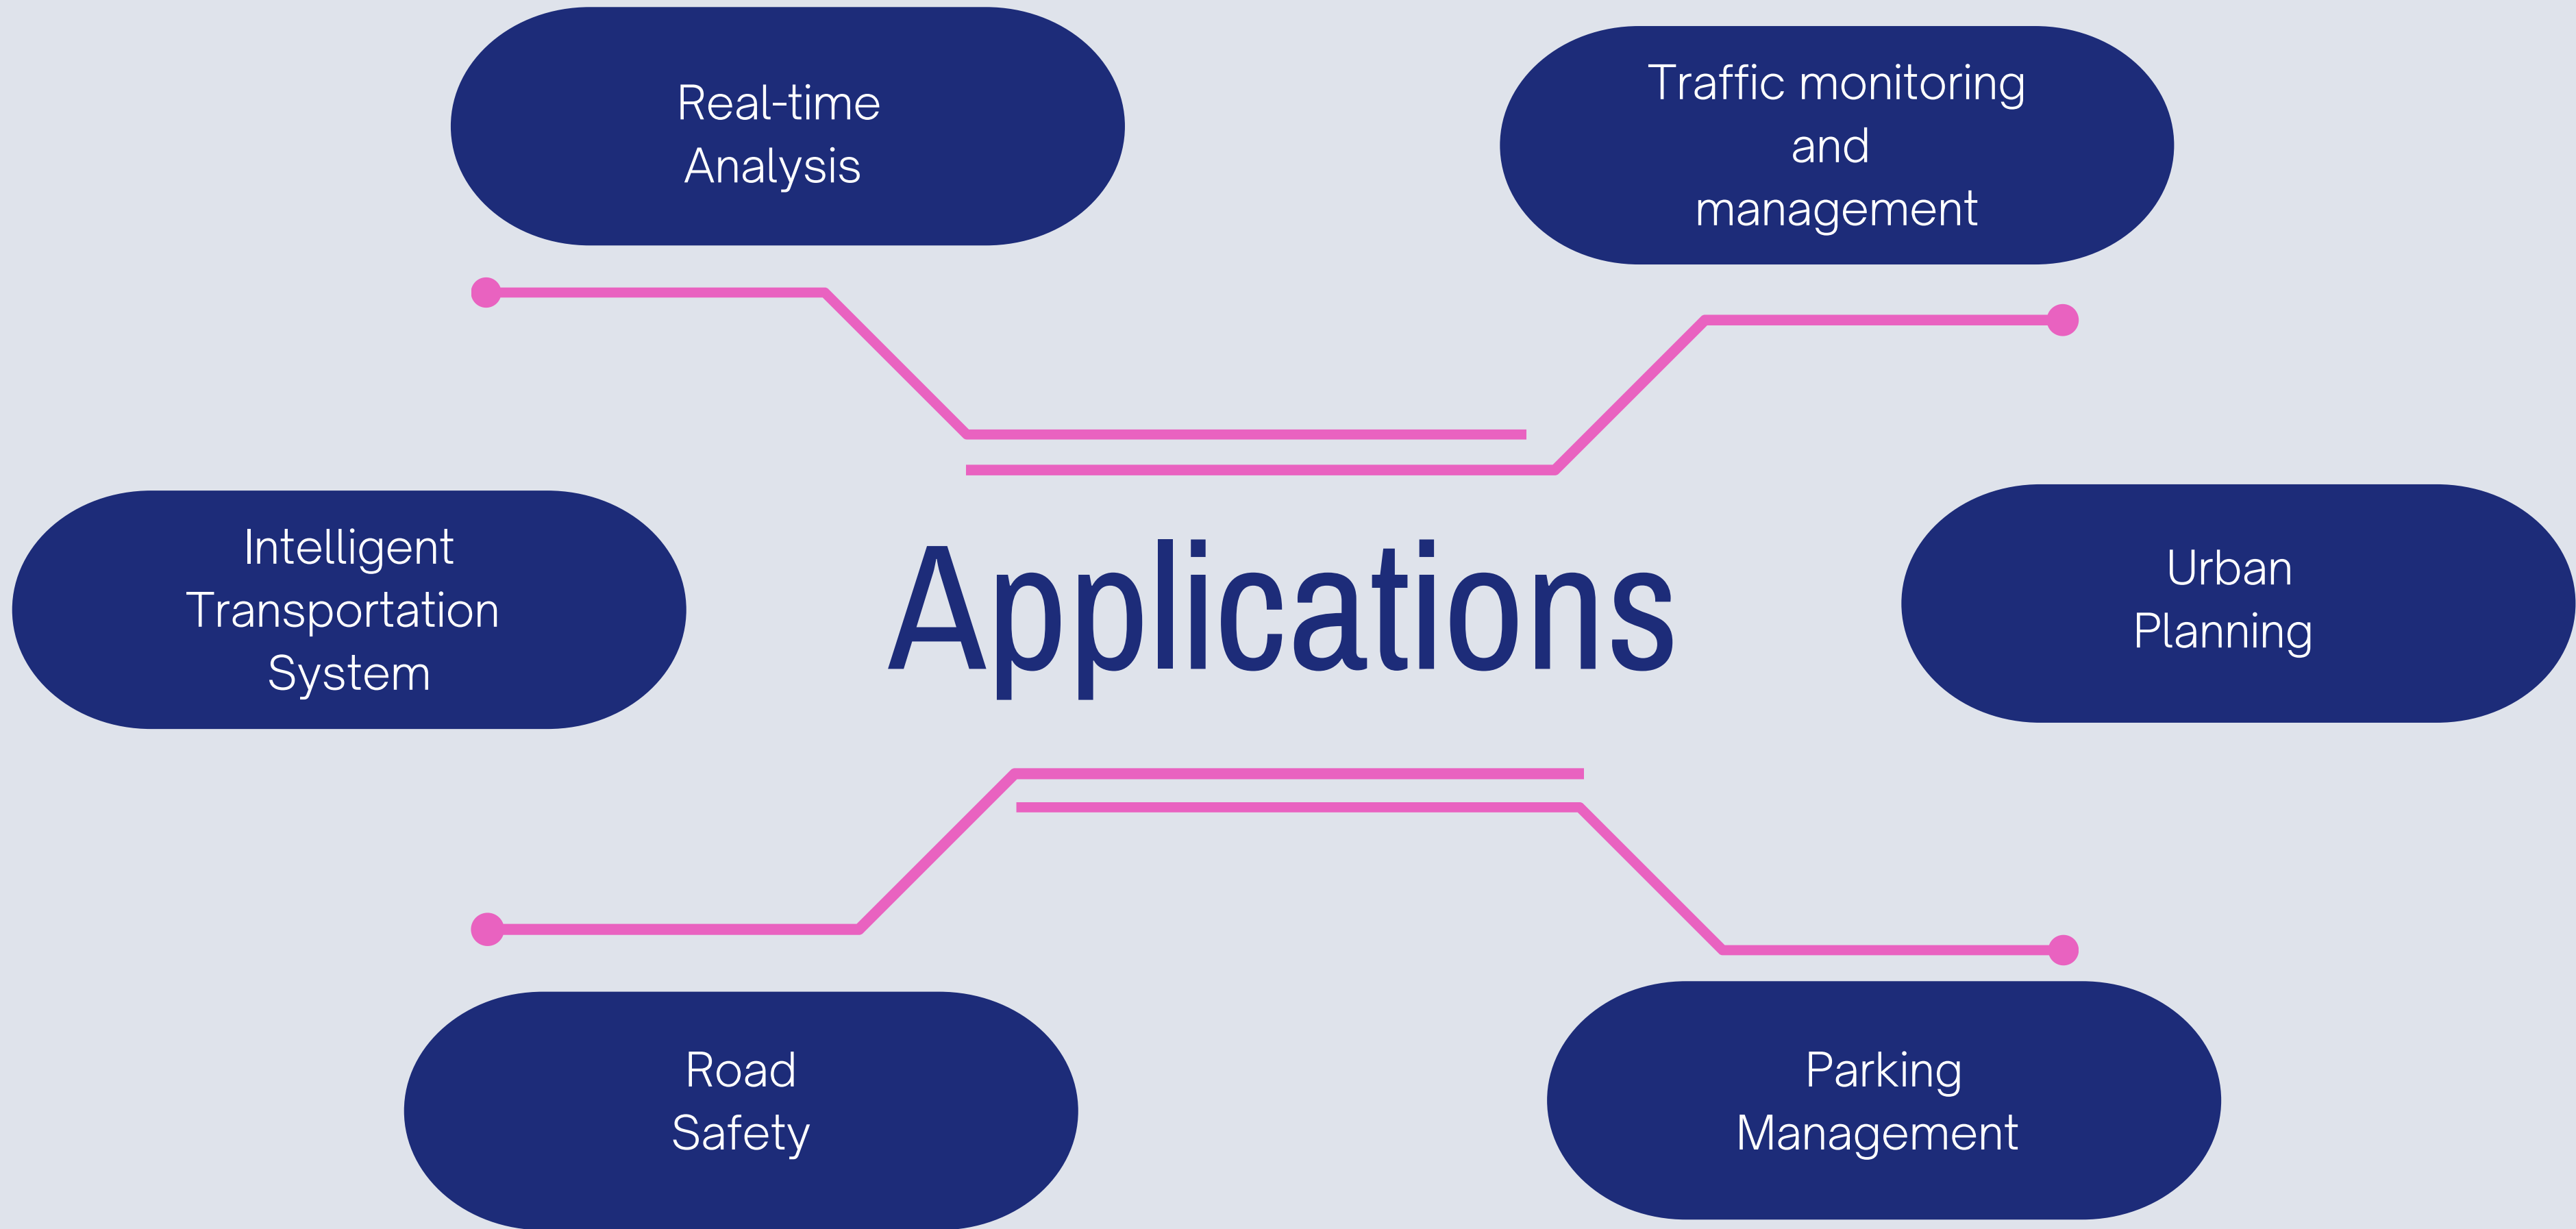 Real-time
Analysis
Traffic monitoring
and
management
Intelligent
Transportation
System
Applications
Urban
Planning
Road
Safety
Parking
Management